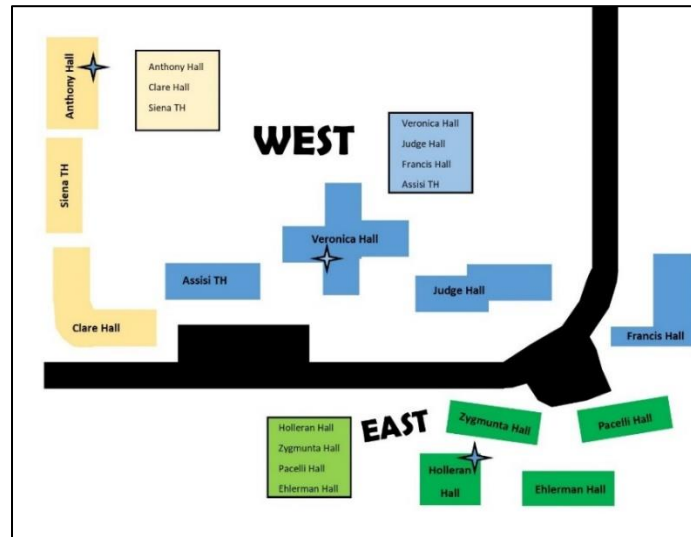 Anthony Hall
Anthony Hall
Clare Hall
Siena TH
WEST
Veronica Hall
Judge Hall
Francis Hall
Assisi TH
Siena TH
Veronica Hall
Assisi TH
Judge Hall
Clare Hall
Francis Hall
Holleran Hall
Zygmunta Hall
Pacelli Hall
Ehlerman Hall
EAST
Zygmunta Hall
Pacelli Hall
Holleran
Hall
Ehlerman Hall